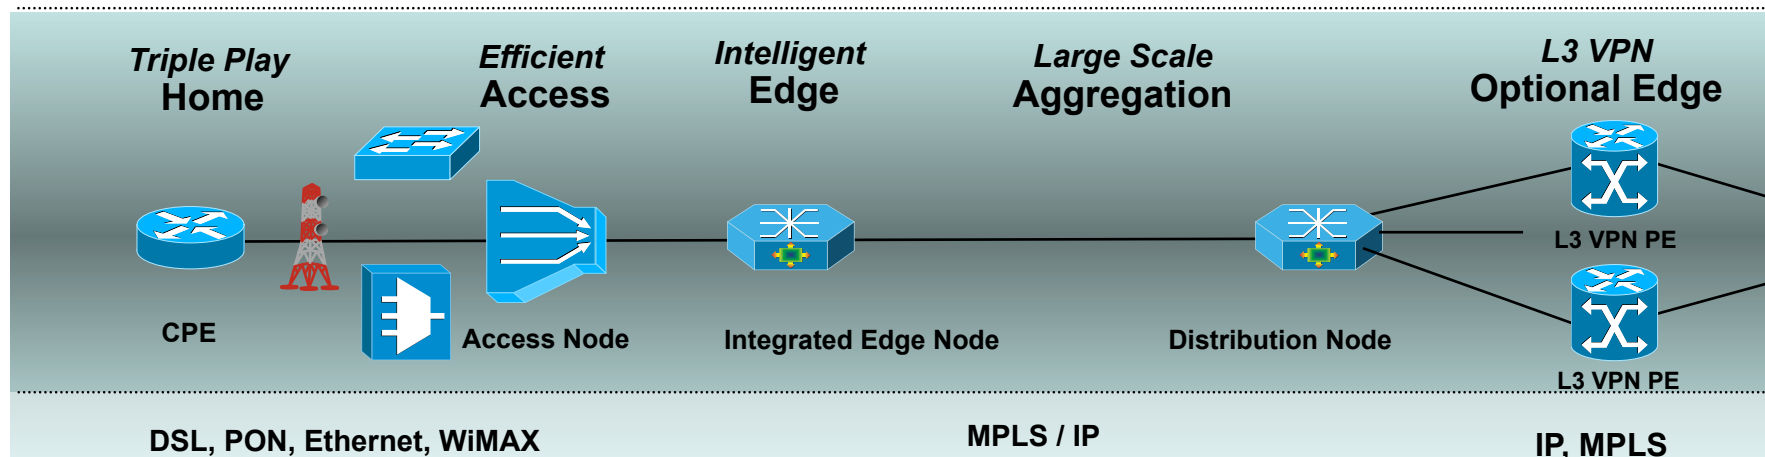 Triple Play
Home
Efficient
Access
Intelligent
Edge
Large Scale
Aggregation
L3 VPN
Optional Edge
L3 VPN PE
CPE
Access Node
Integrated Edge Node
Distribution Node
L3 VPN PE
DSL, PON, Ethernet, WiMAX
MPLS / IP
IP, MPLS